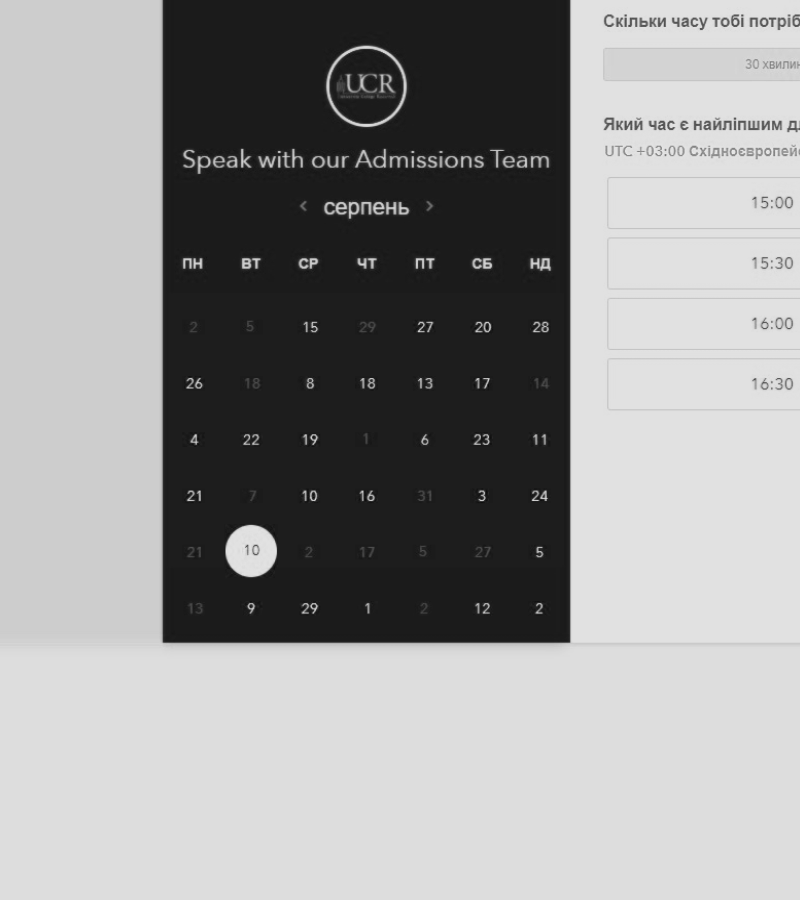 UCR
Speak with our Admissions Team
< серпень >
ПН ВТ СР ЧТ ПТ СБ НД
2 5 15 29 27 20 28
26 18 8 18 13 17 14
4 22 19 1 6 23 11
21 7 10 16 31 3 24
21 10 2 17 5 27 5
13 9 29 1 2 12 2
Скільки часу тобі потріб
30 хвилин
Який час є найліпшим д
UTC +03:00 Східноєвропей
15:00
15:30
16:00
16:30